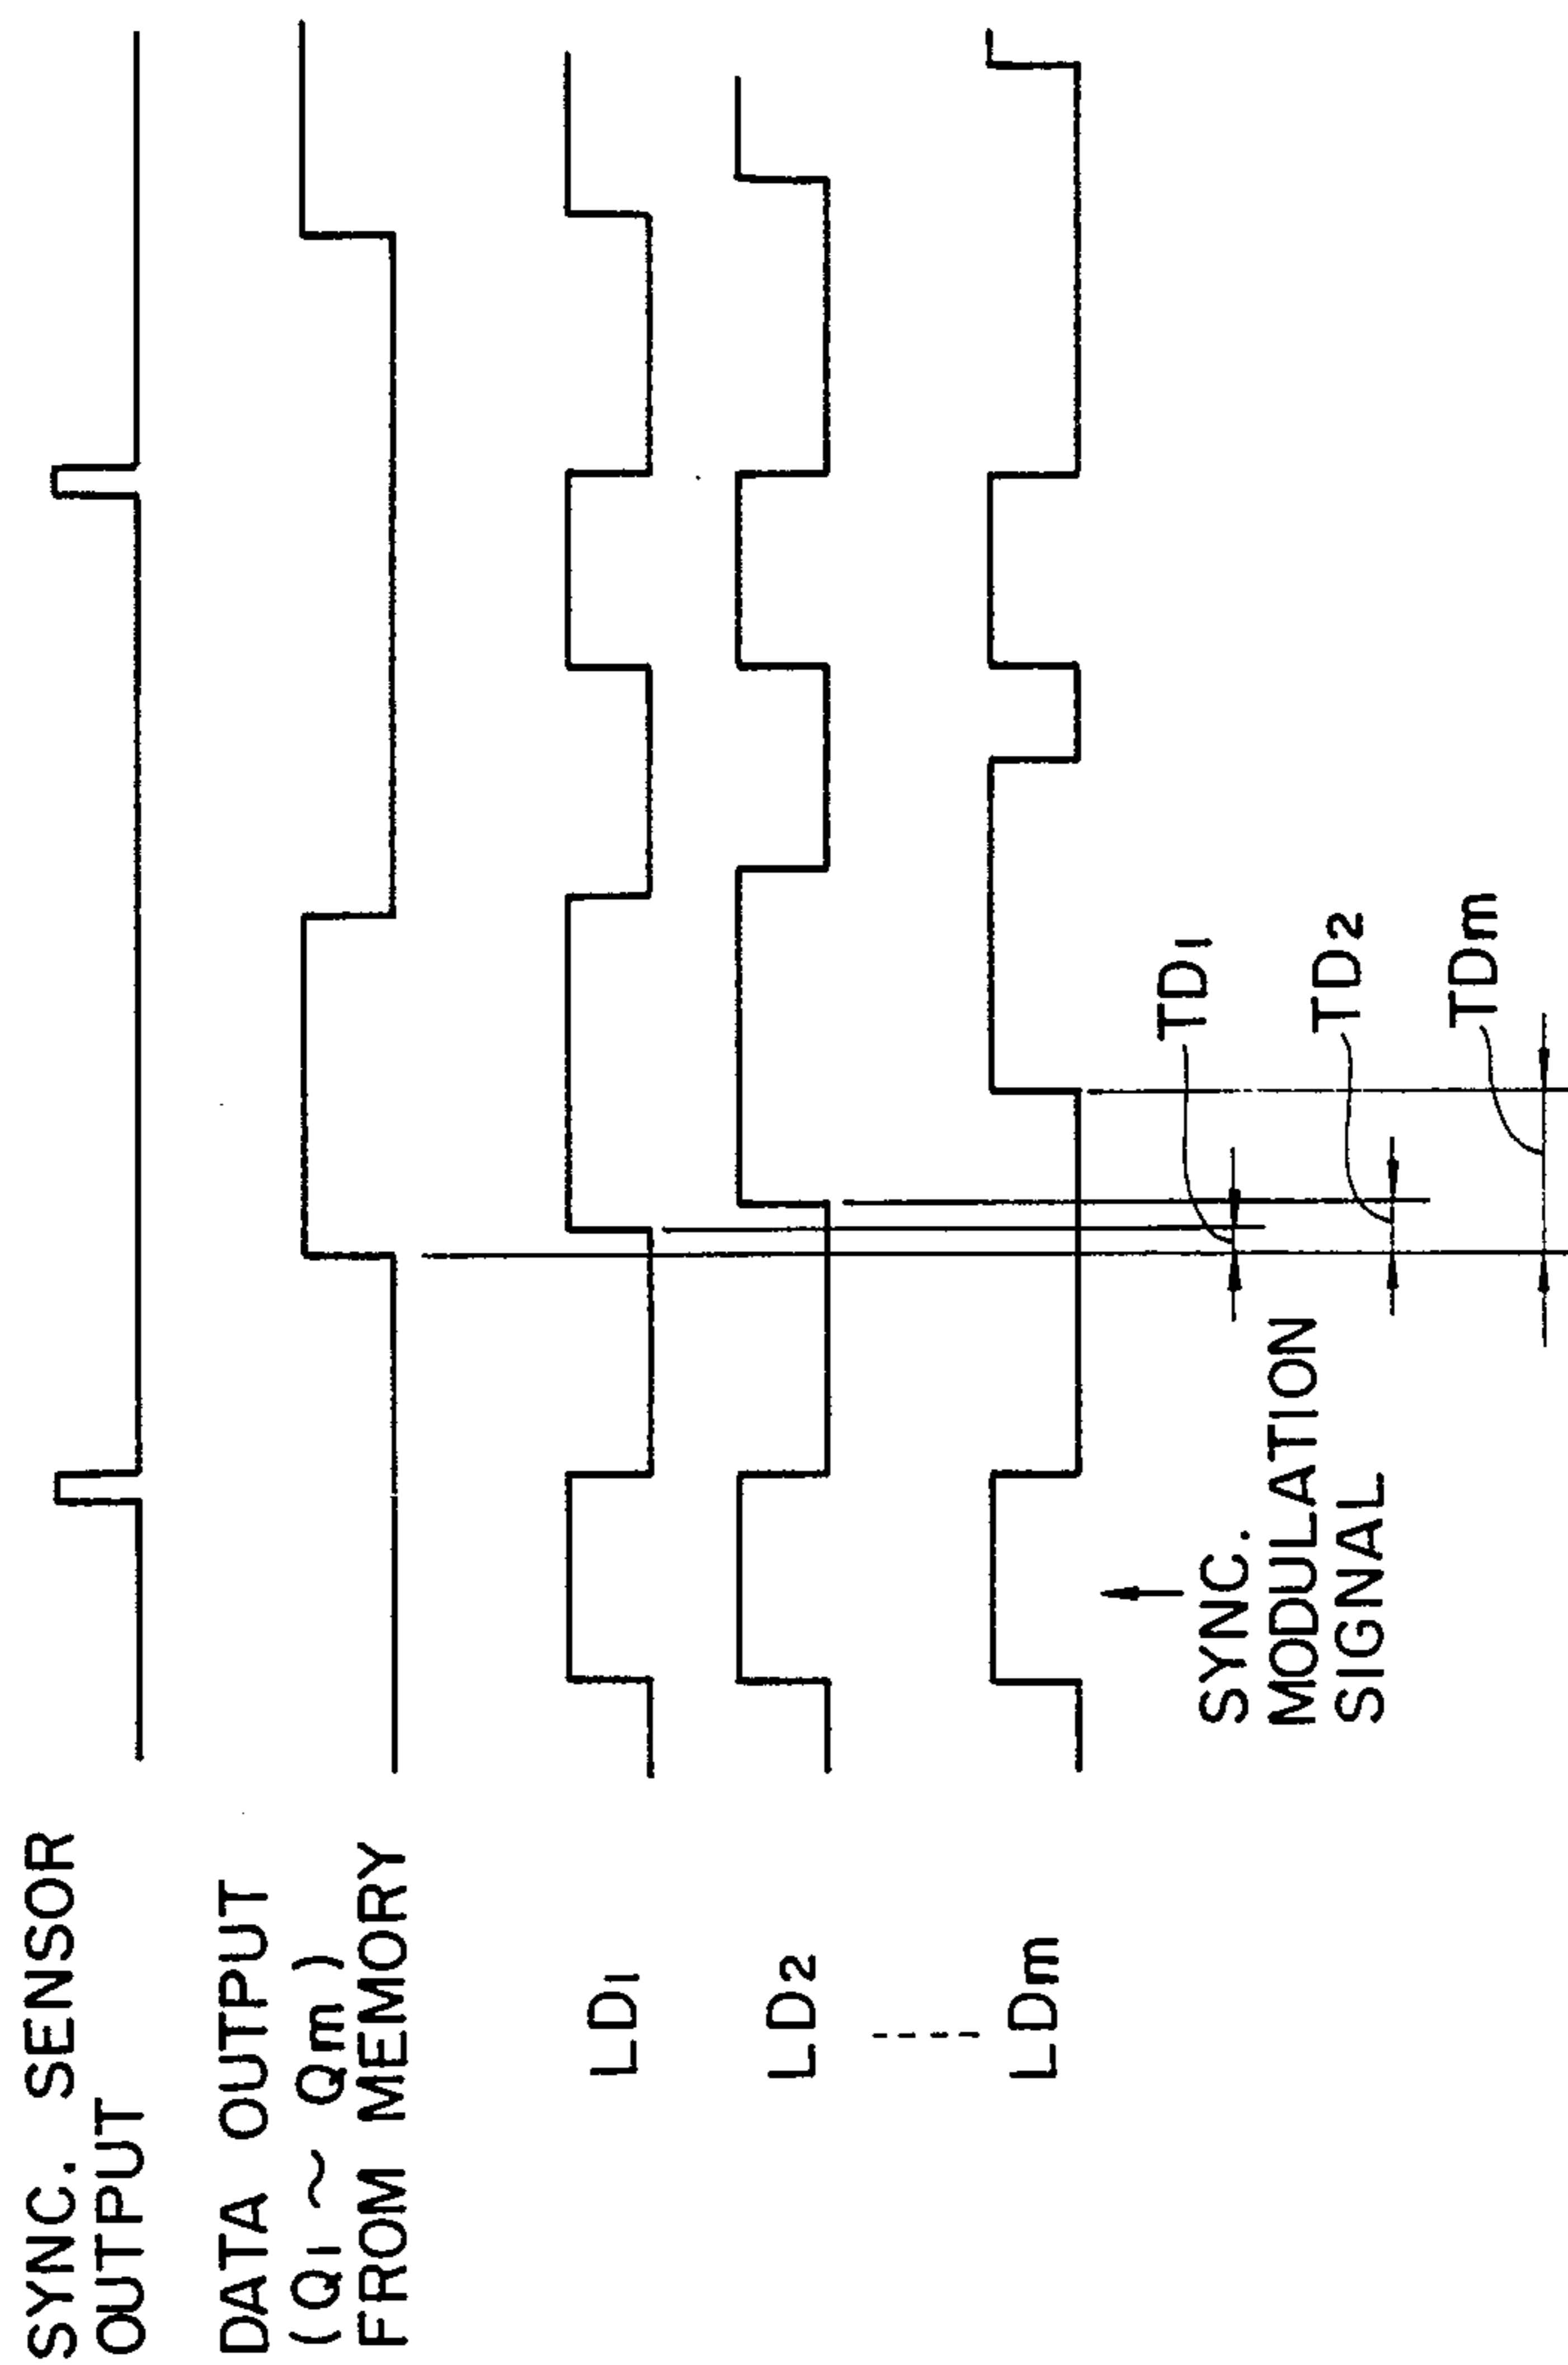 SYNC. SENSOR
OUTPUT
DATA OUTPUT
(Q1 ~ Qm)
FROM MEMORY
LD1
LD2
LDm
SYNC.
MODULATION
SIGNAL
TD1
TD2
TDm